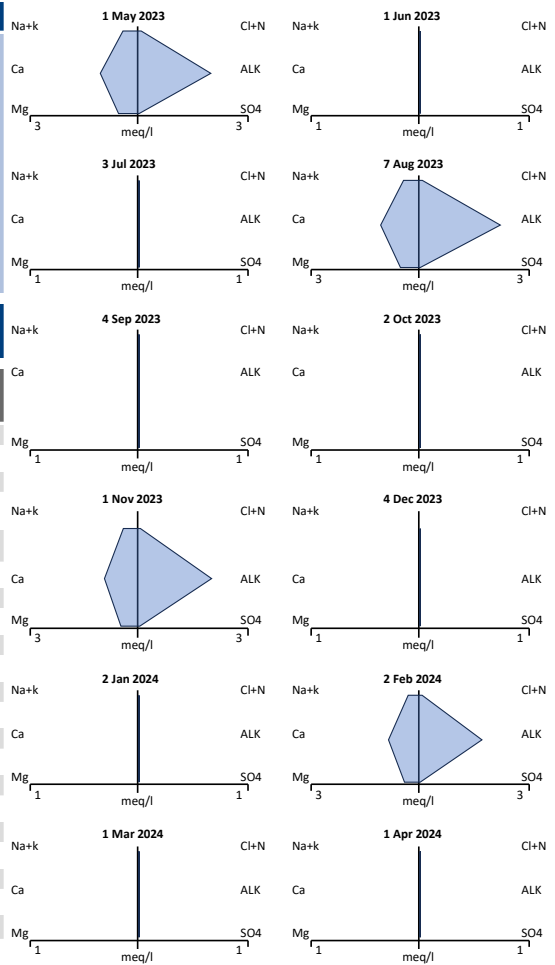 1 May 2023
Na+k Cl+N
Ca ALK
Mg SO4
3 3
meq/l
1 Jun 2023
Na+k Cl+N
Ca ALK
Mg SO4
1 1
meq/l
3 Jul 2023
Na+k Cl+N
Ca ALK
Mg SO4
1 1
meq/l
7 Aug 2023
Na+k Cl+N
Ca ALK
Mg SO4
3 3
meq/l
4 Sep 2023
Na+k Cl+N
Ca ALK
Mg SO4
1 1
meq/l
2 Oct 2023
Na+k Cl+N
Ca ALK
Mg SO4
1 1
meq/l
1 Nov 2023
Na+k Cl+N
Ca ALK
Mg SO4
3 3
meq/l
4 Dec 2023
Na+k Cl+N
Ca ALK
Mg SO4
1 1
meq/l
2 Jan 2024
Na+k Cl+N
Ca ALK
Mg SO4
1 1
meq/l
2 Feb 2024
Na+k Cl+N
Ca ALK
Mg SO4
3 3
meq/l
1 Mar 2024
Na+k Cl+N
Ca ALK
Mg SO4
1 1
meq/l
1 Apr 2024
Na+k Cl+N
Ca ALK
Mg SO4
1 1
meq/l